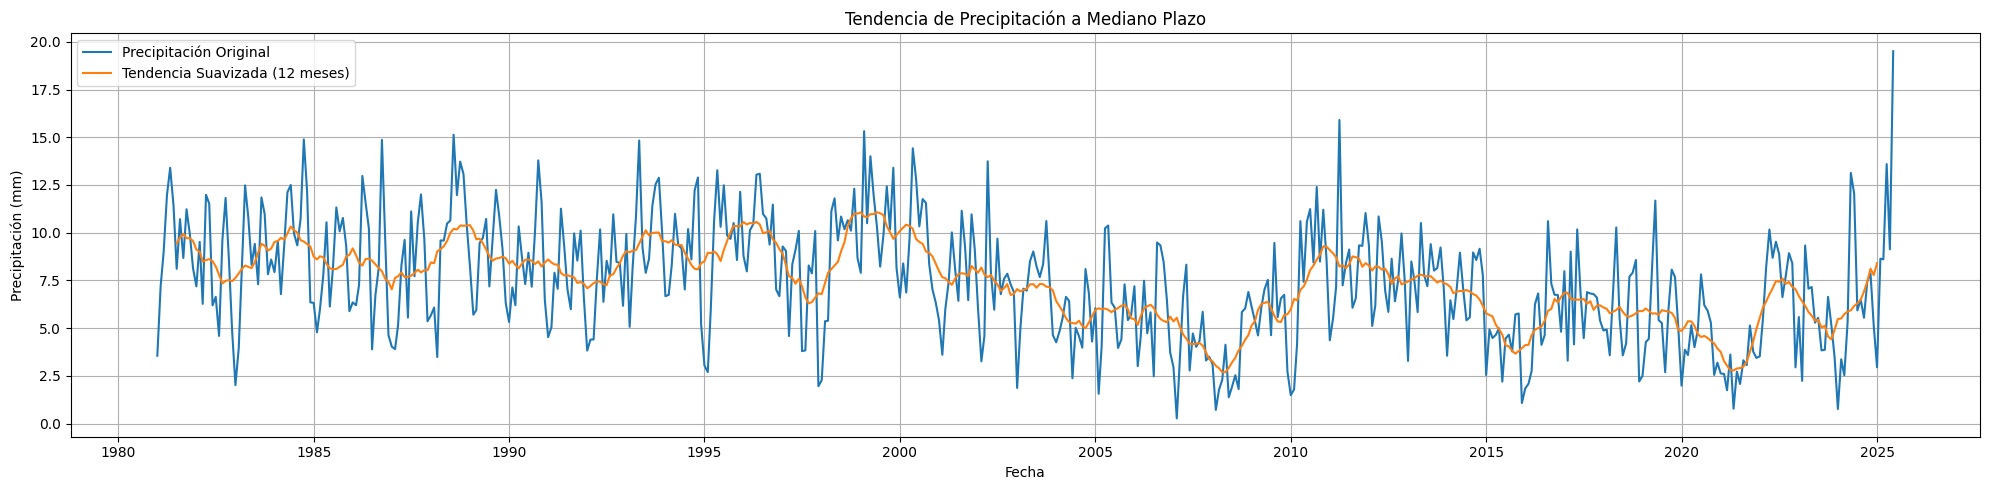 Tendencia de Precipitación a Mediano Plazo
Precipitación Original
Tendencia Suavizada (12 meses)
Precipitación (mm)
20.0
17.5
15.0
12.5
10.0
7.5
5.0
2.5
0.0
1980 1985 1990 1995 2000 2005 2010 2015 2020 2025
Fecha